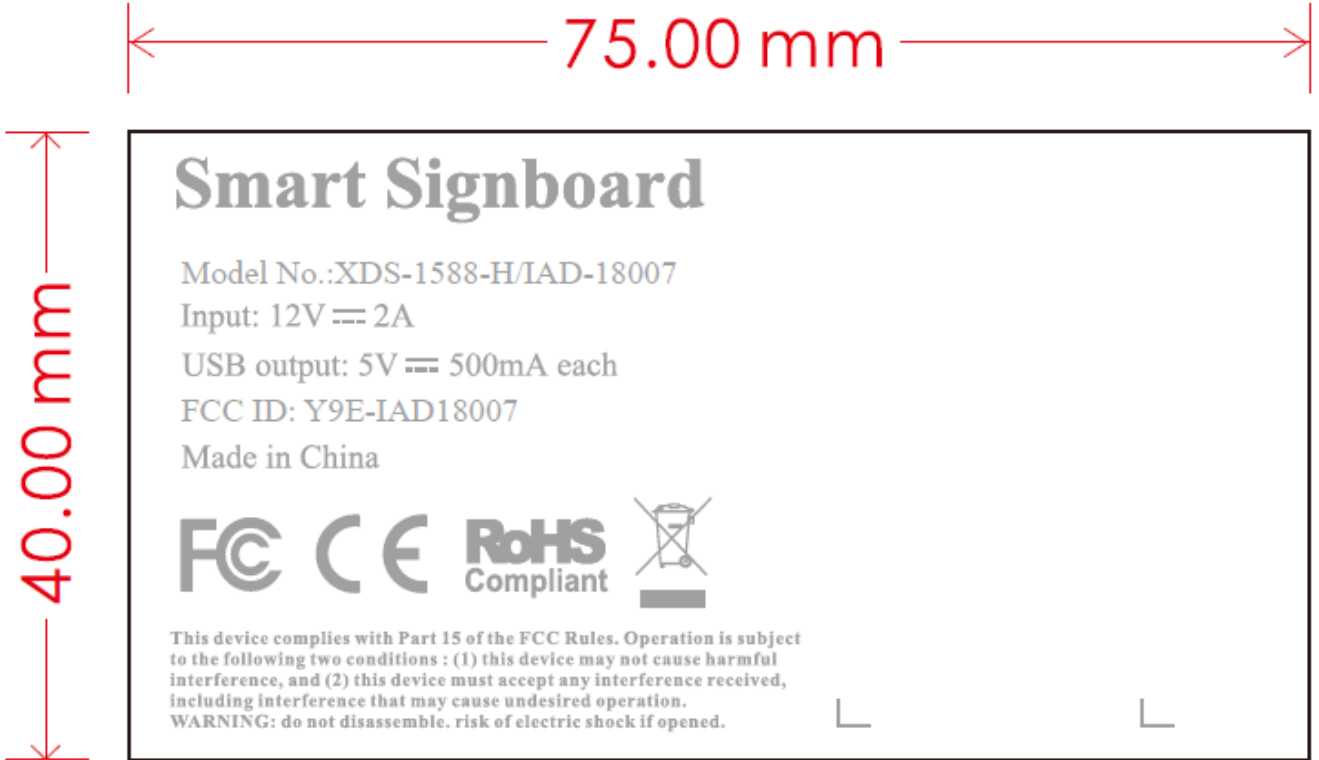 75.00 mm
40.00 mm
Smart Signboard
Model No.:XDS-1588-H/IAD-18007
Input: 12V ⎓ 2A
USB output: 5V ⎓ 500mA each
FCC ID: Y9E-IAD18007
Made in China
FC CE RoHS
Compliant
This device complies with Part 15 of the FCC Rules. Operation is subject
to the following two conditions : (1) this device may not cause harmful
interference, and (2) this device must accept any interference received,
including interference that may cause undesired operation.
WARNING: do not disassemble. risk of electric shock if opened.